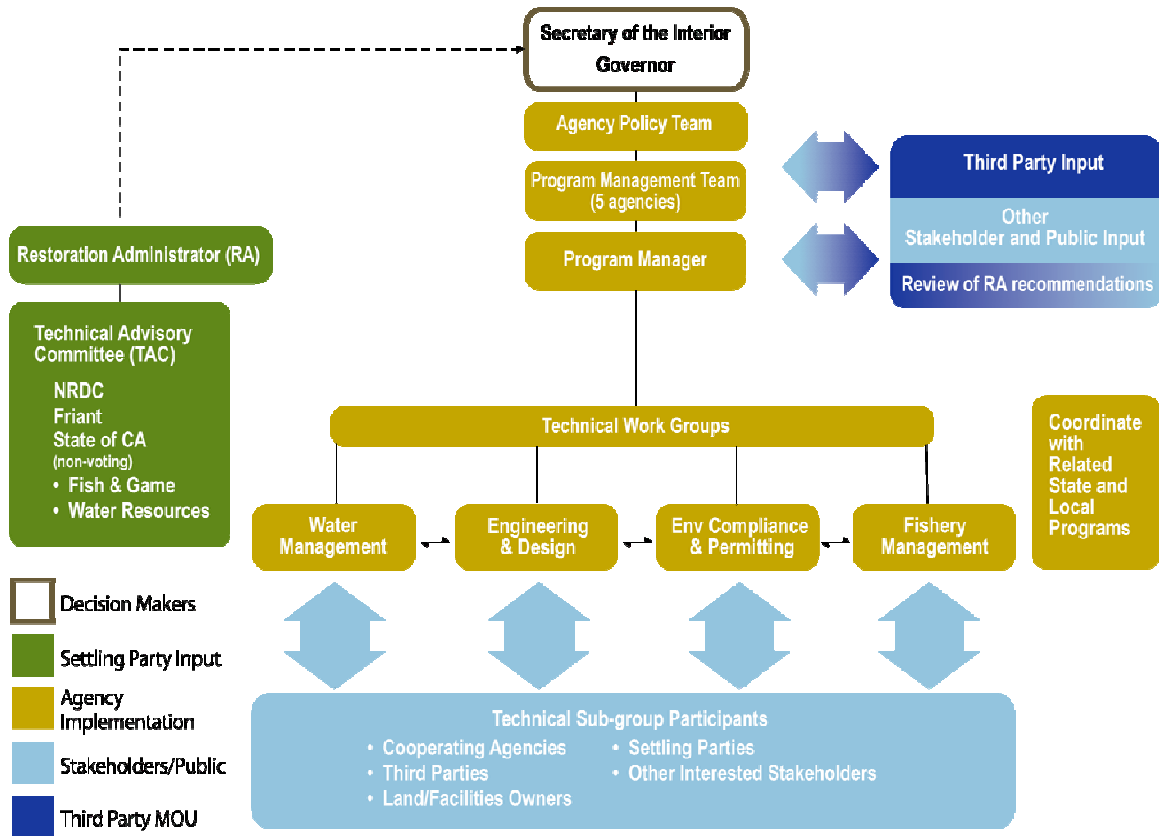 Secretary of the Interior
Governor
Agency Policy Team
Program Management Team
(5 agencies)
Program Manager
Third Party Input
Other
Stakeholder and Public Input
Review of RA recommendations
Restoration Administrator (RA)
Technical Advisory
Committee (TAC)
NRDC
Friant
State of CA
(non-voting)
• Fish & Game
• Water Resources
Technical Work Groups
Coordinate
with
Related
State and
Local
Programs
Water
Management
Engineering
& Design
Env Compliance
& Permitting
Fishery
Management
Decision Makers
Settling Party Input
Agency
Implementation
Stakeholders/Public
Third Party MOU
Technical Sub-group Participants
• Cooperating Agencies
• Third Parties
• Land/Facilities Owners
• Settling Parties
• Other Interested Stakeholders